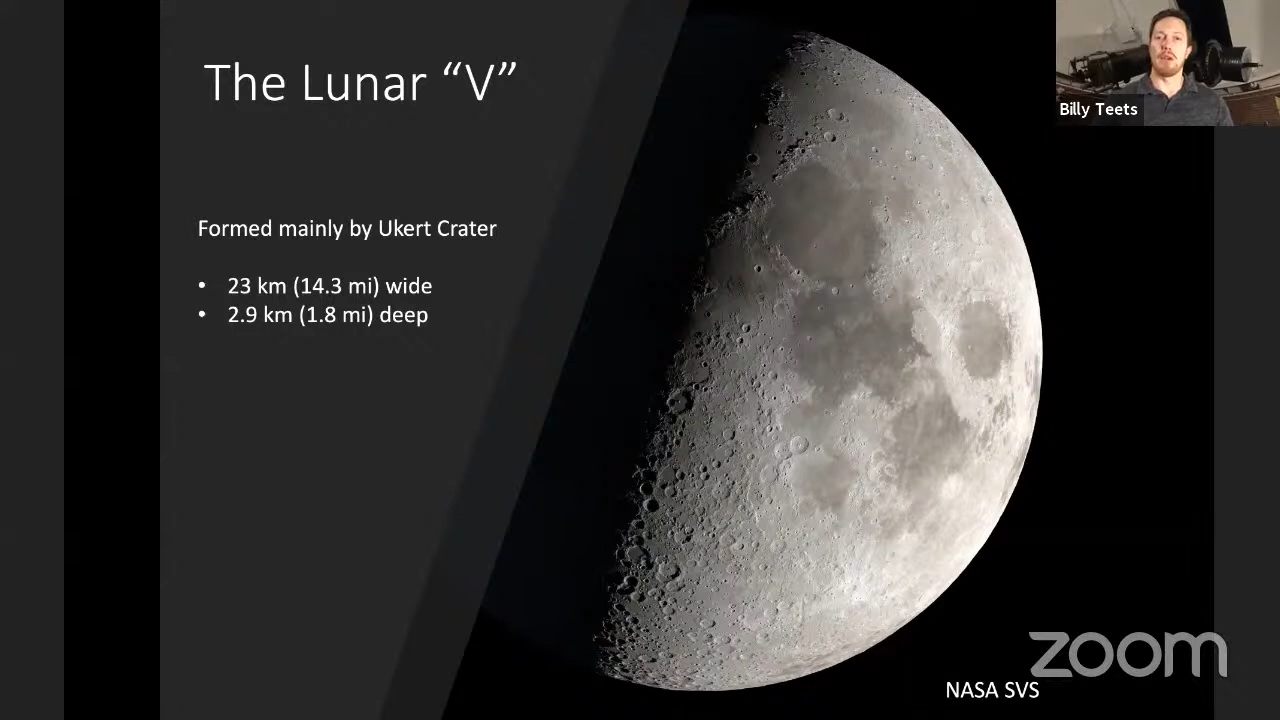 The Lunar “V”
Billy Teets
Formed mainly by Ukert Crater
• 23 km (14.3 mi) wide
• 2.9 km (1.8 mi) deep
zoom
NASA SVS